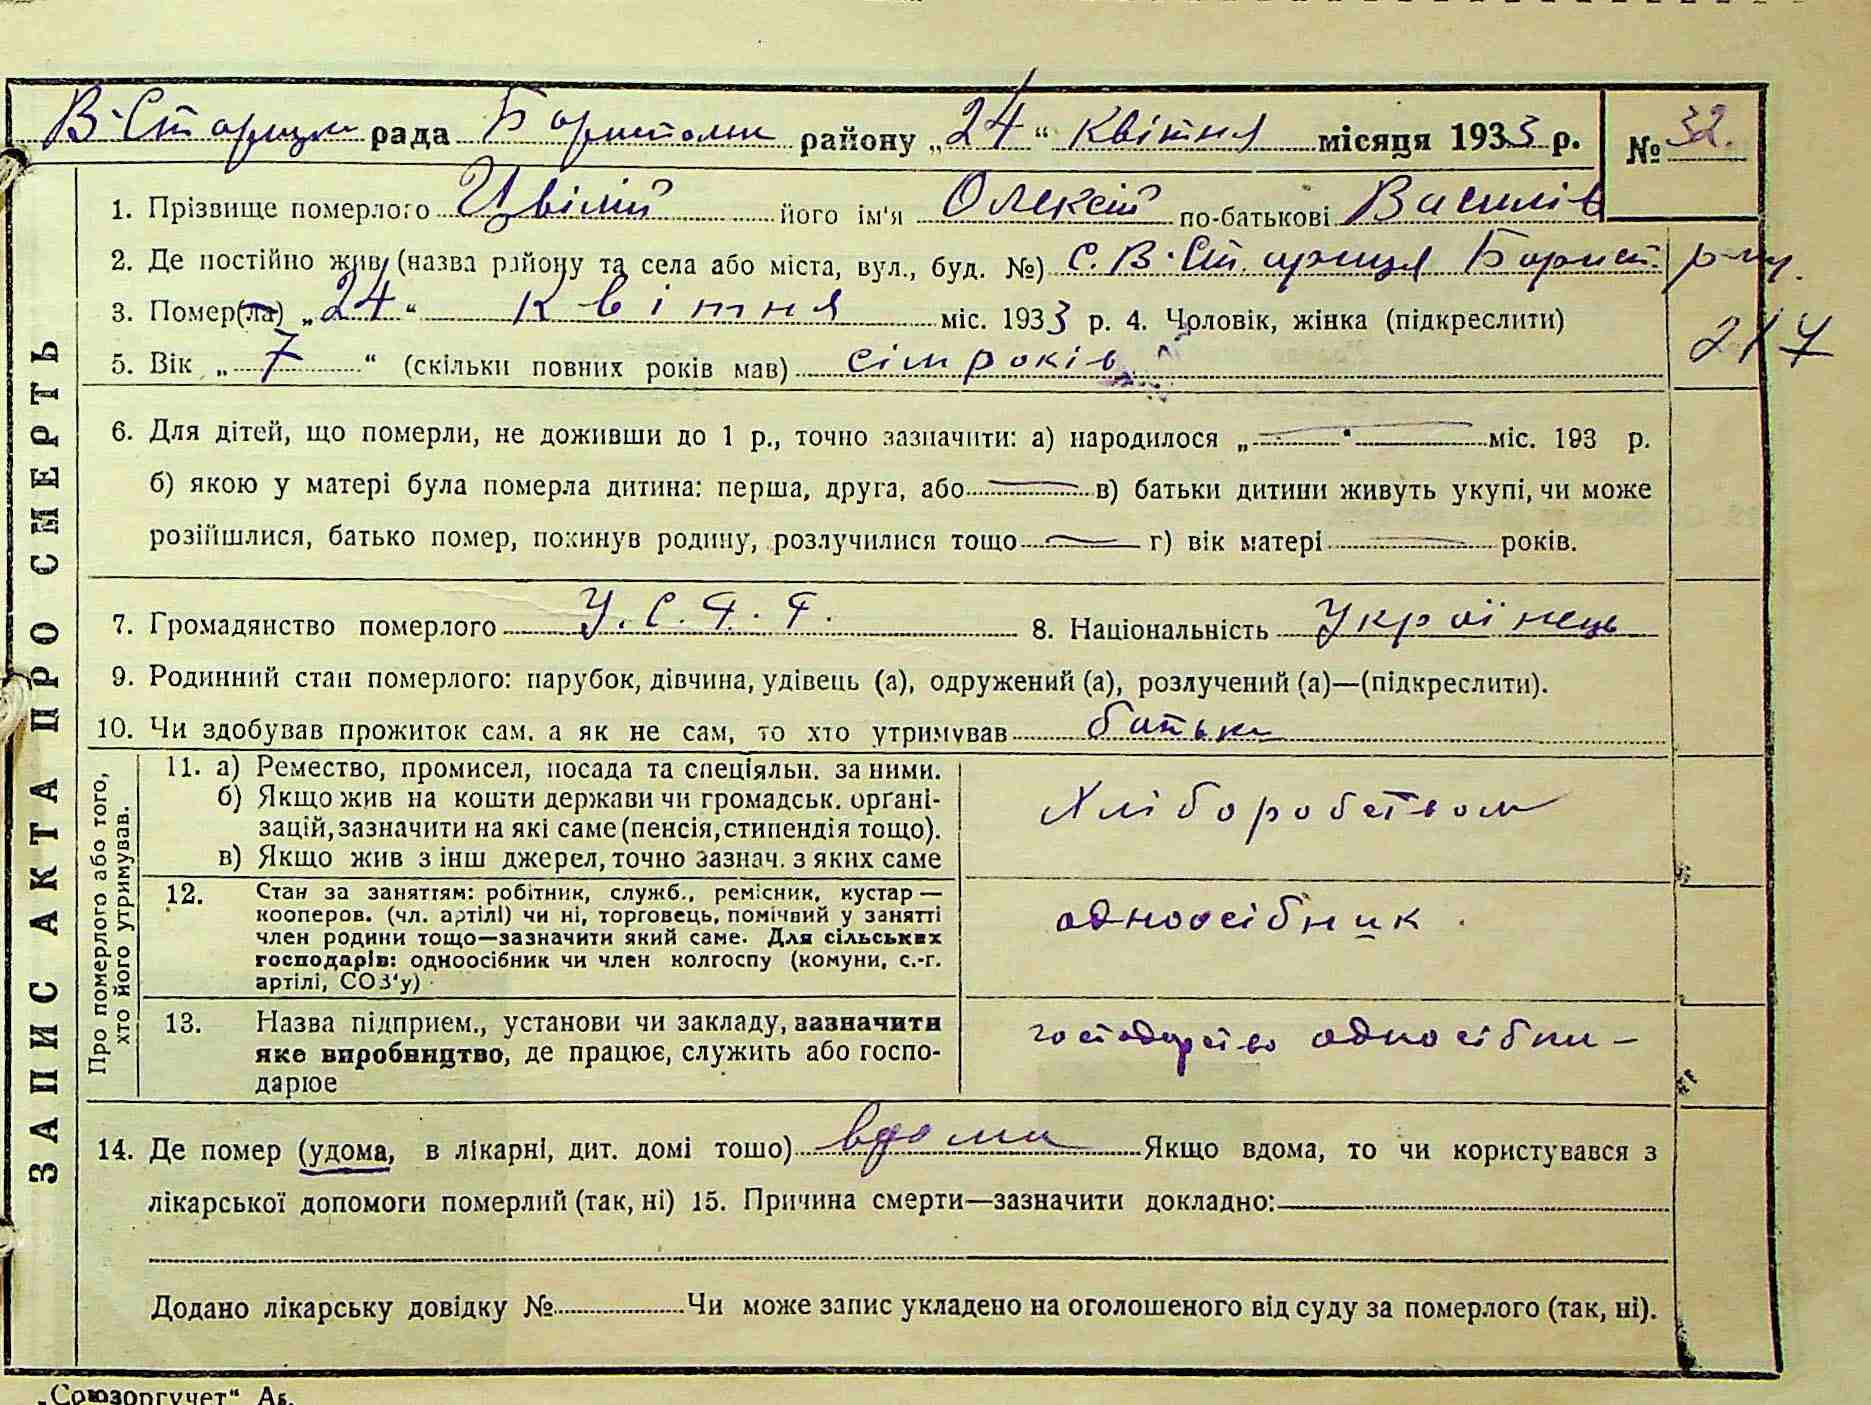 В-Старицька рада Бориспол. району „24“ Квітня місяця 1933 р. № 32.
1. Прізвище померлого Цвілій його ім'я Олексій по-батькові Василів
2. Де постійно жив (назва району та села або міста, вул., буд. №) с. В-Стариця Борисп. р-ну.
3. Помер(ла) „24“ Квітня міс. 1933 р. 4. Чоловік, жінка (підкреслити) 217
5. Вік „7“ (скільки повних років мав) сім років
6. Для дітей, що померли, не доживши до 1 р., точно зазначити: а) народилося „—“ — міс. 193 р.
б) якою у матері була померла дитина: перша, друга, або — в) батьки дитини живуть укупі, чи може
розійшлися, батько помер, покинув родину, розлучилися тощо — г) вік матері — років.
7. Громадянство померлого У.С.Р.Р. 8. Національність Українець
9. Родинний стан померлого: парубок, дівчина, удівець (а), одружений (а), розлучений (а)—(підкреслити).
10. Чи здобував прожиток сам, а як не сам, то хто утримував батьки
Про померлого або того,
хто його утримував.
11. а) Ремество, промисел, посада та спеціяльн. за ними.
б) Якщо жив на кошти держави чи громадськ. органі-
зацій, зазначити на які саме (пенсія, стипендія тощо).
в) Якщо жив з інш джерел, точно зазнач. з яких саме
Хліборобством
12. Стан за заняттям: робітник, служб., ремісник, кустар —
кооперов. (чл. артілі) чи ні, торговець, помічний у занятті
член родини тощо—зазначити який саме. Для сільських
господарів: одноосібник чи член колгоспу (комуни, с.-г.
артілі, СОЗ'у)
одноосібник.
13. Назва підприєм., установи чи закладу, зазначити
яке виробництво, де працює, служить або госпо-
дарює
господарство одноосібни-
14. Де помер (удома, в лікарні, дит. домі тощо) вдома Якщо вдома, то чи користувався з
лікарської допомоги померлий (так, ні) 15. Причина смерти—зазначити докладно: —
Додано лікарську довідку № Чи може запис укладено на оголошеного від суду за померлого (так, ні).
ЗАПИС АКТА ПРО СМЕРТЬ
„Союзоргучет“